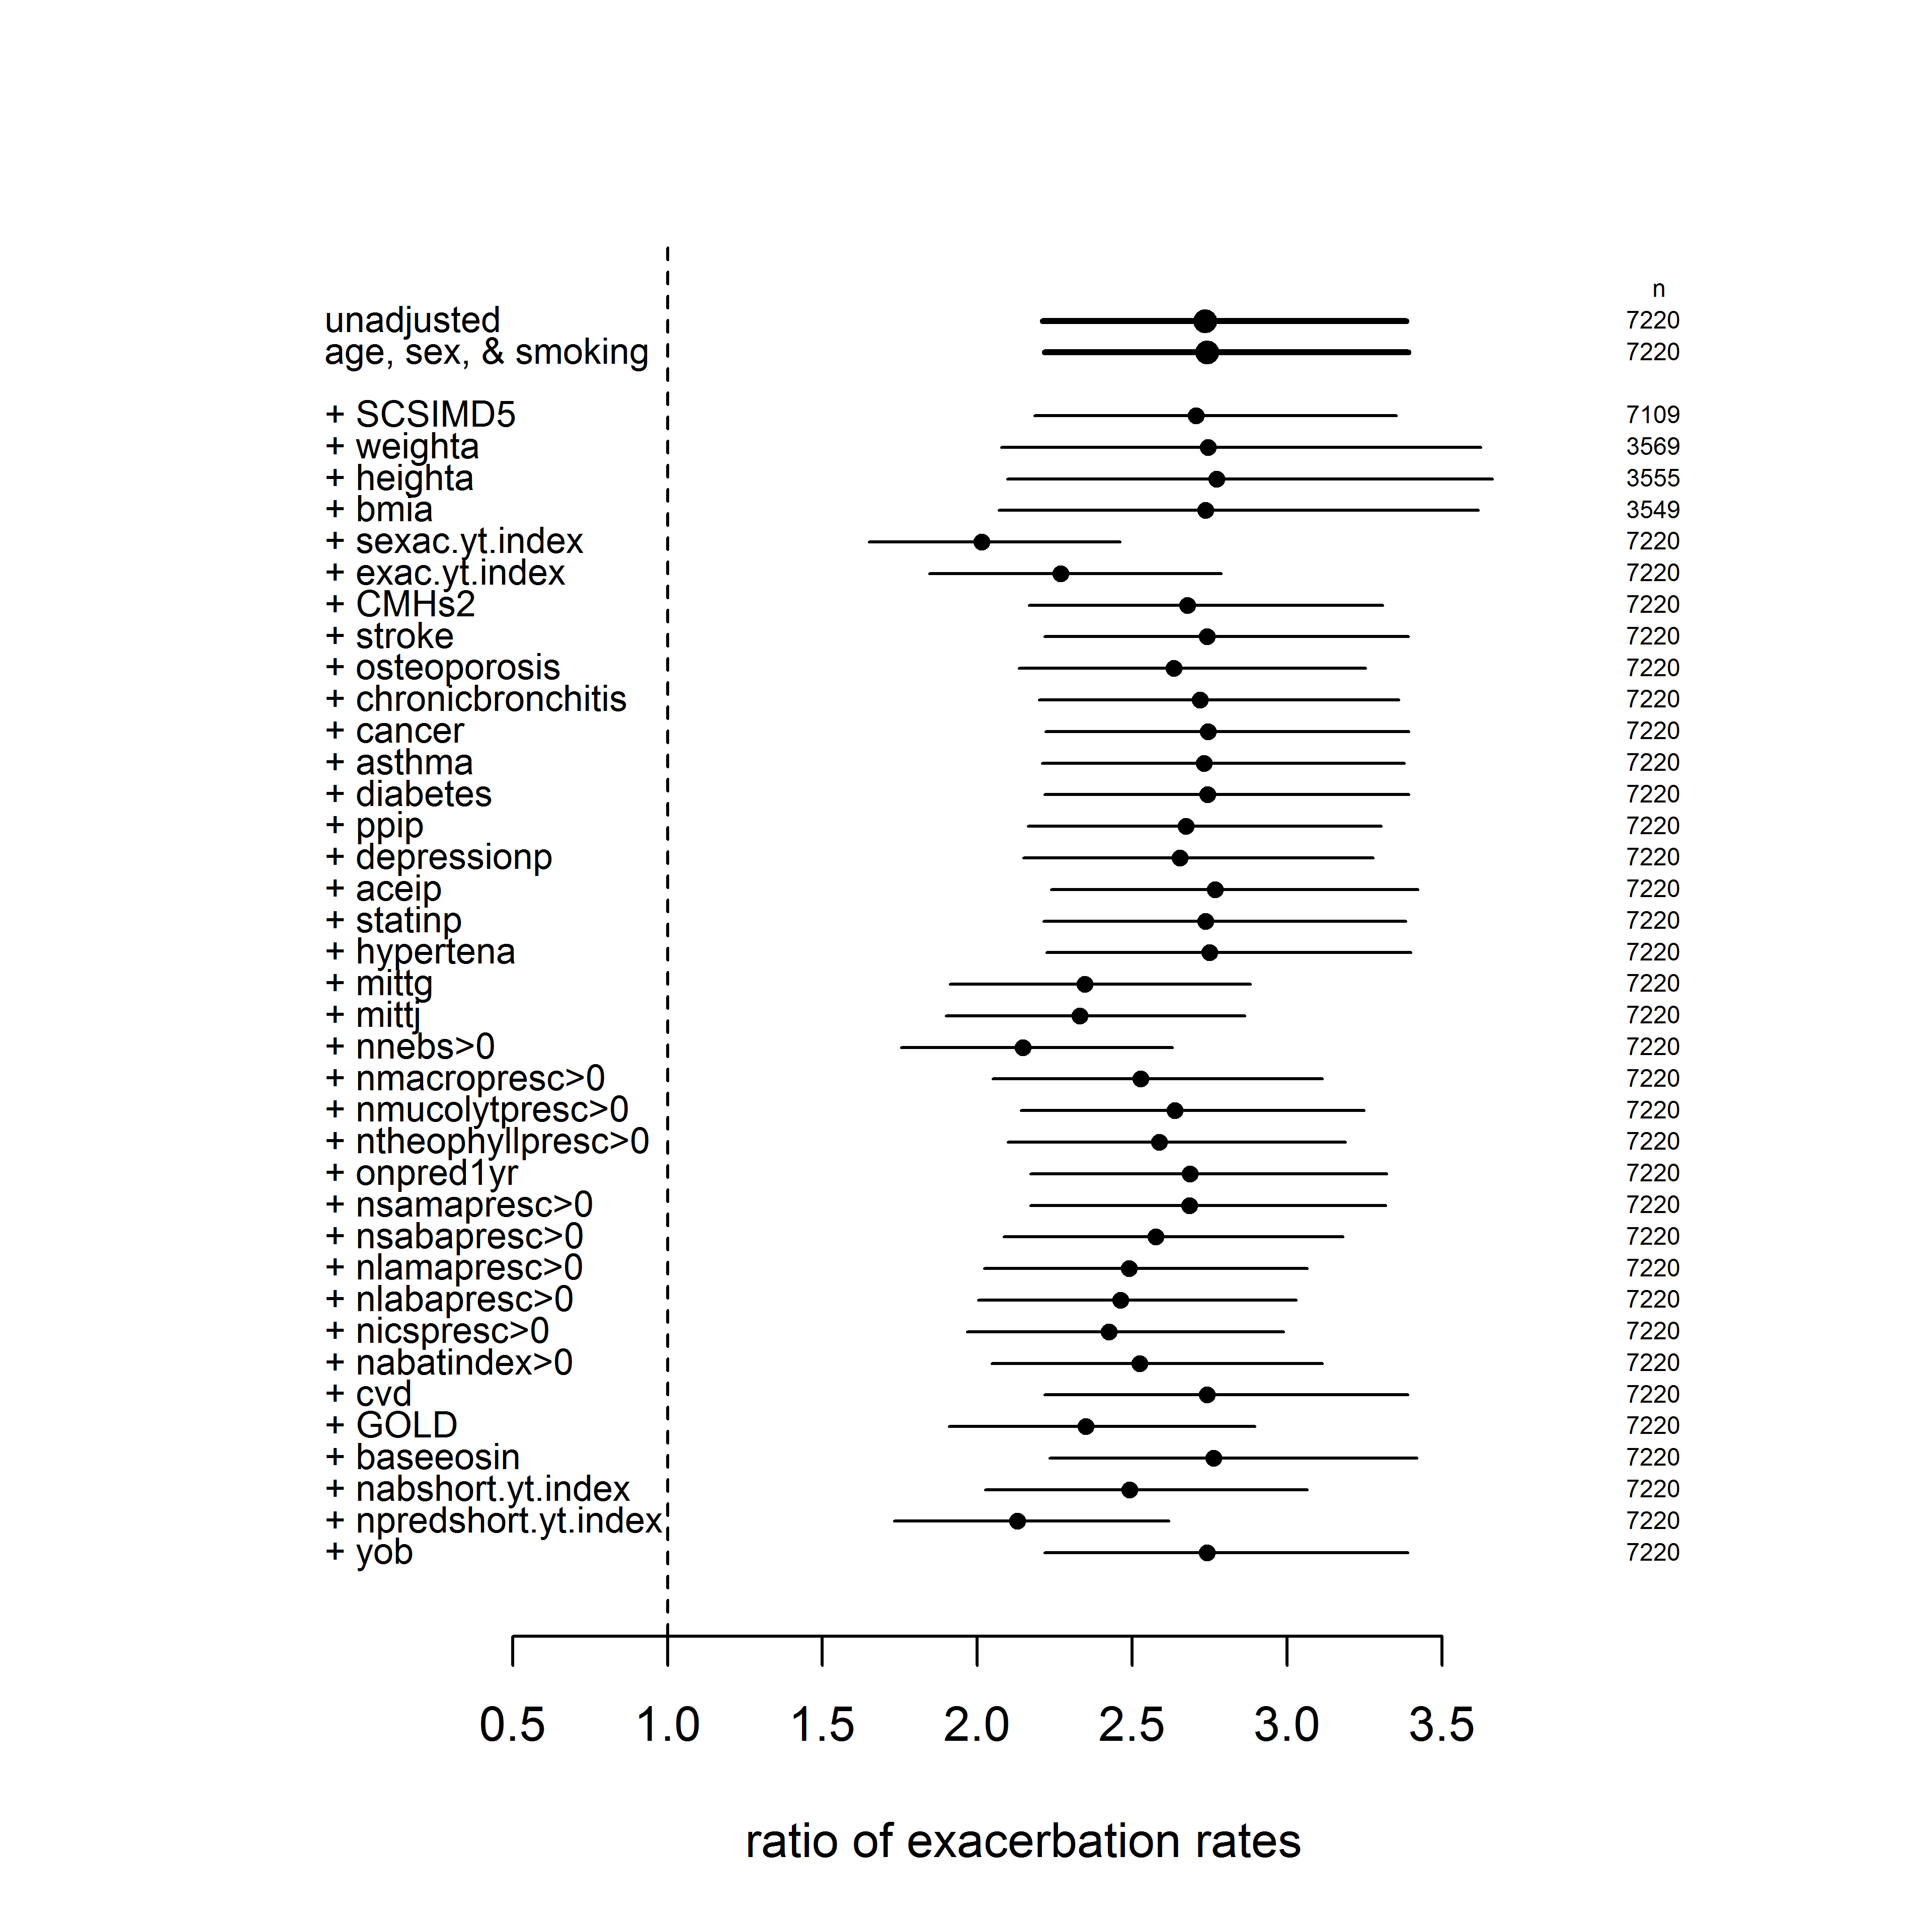 n
unadjusted 7220
age, sex, & smoking 7220
+ SCSIMD5 7109
+ weighta 3569
+ heighta 3555
+ bmia 3549
+ sexac.yt.index 7220
+ exac.yt.index 7220
+ CMHs2 7220
+ stroke 7220
+ osteoporosis 7220
+ chronicbronchitis 7220
+ cancer 7220
+ asthma 7220
+ diabetes 7220
+ ppip 7220
+ depressionp 7220
+ aceip 7220
+ statinp 7220
+ hypertena 7220
+ mittg 7220
+ mittj 7220
+ nnebs>0 7220
+ nmacropresc>0 7220
+ nmucolytpresc>0 7220
+ ntheophyllpresc>0 7220
+ onpred1yr 7220
+ nsamapresc>0 7220
+ nsabapresc>0 7220
+ nlamapresc>0 7220
+ nlabapresc>0 7220
+ nicspresc>0 7220
+ nabatindex>0 7220
+ cvd 7220
+ GOLD 7220
+ baseeosin 7220
+ nabshort.yt.index 7220
+ npredshort.yt.index 7220
+ yob 7220
0.5 1.0 1.5 2.0 2.5 3.0 3.5
ratio of exacerbation rates